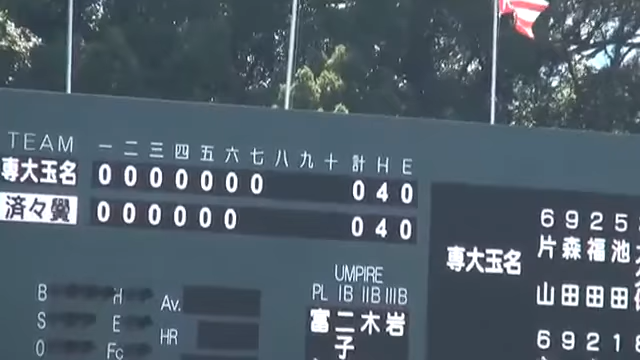 TEAM 一 二 三 四 五 六 七 八 九 十 計 H E
専大玉名 0 0 0 0 0 0 0 0 4 0
済々黌 0 0 0 0 0 0 0 4 0
6 9 2 5
片 森 福 池
専大玉名
山 田 田 田
6 9 2 1 8
UMPIRE
PL IB IIB IIIB
富 二 木 岩
子
B H Av.
S E HR
O Fc